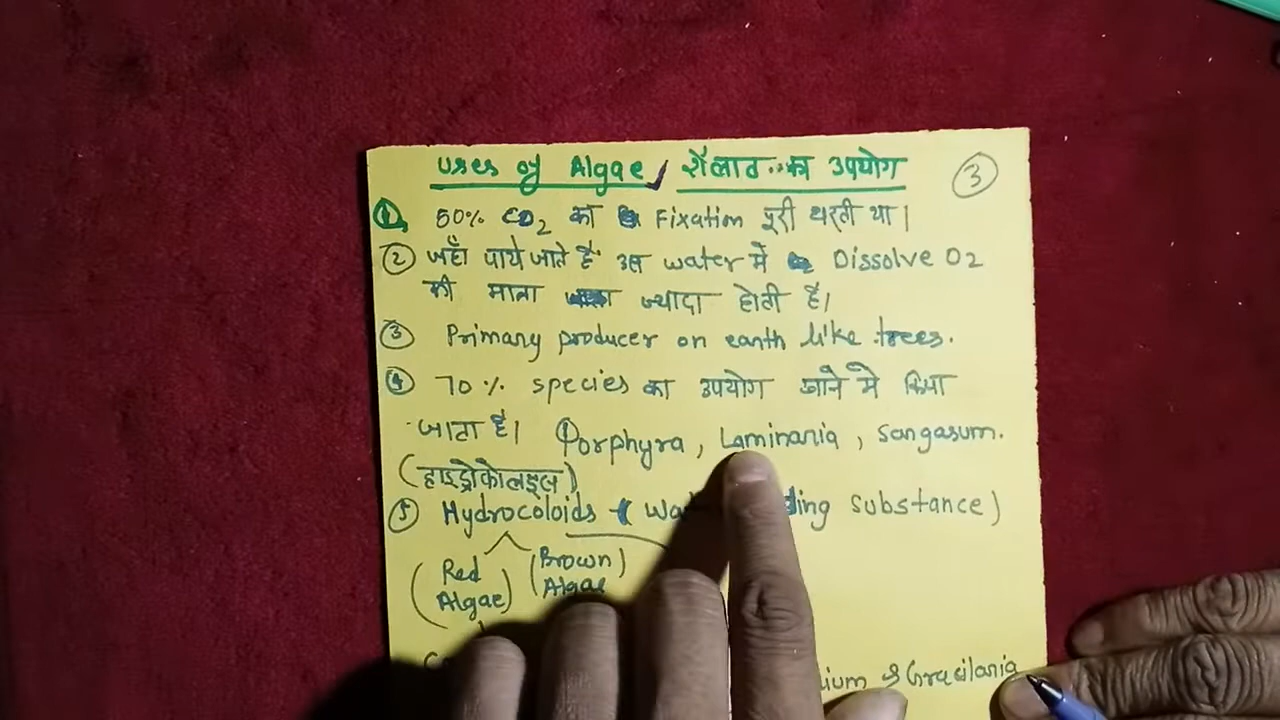 Uses of Algae / शैलाव का उपयोग
3
① 50% CO2 का Fixation पूरी धरती था।
② जहाँ पाये जाते है उस water में Dissolve O2
की मात्रा ज्यादा होती है।
③ Primary producer on earth like trees.
④ 70% species का उपयोग खाने मे किया
जाता है। Porphyra, Laminaria, Sargasum.
(हाइड्रोकोलइड्स)
⑤ Hydrocoloids ding substance)
(Red Algae) (Brown Algae
& Gracilaria